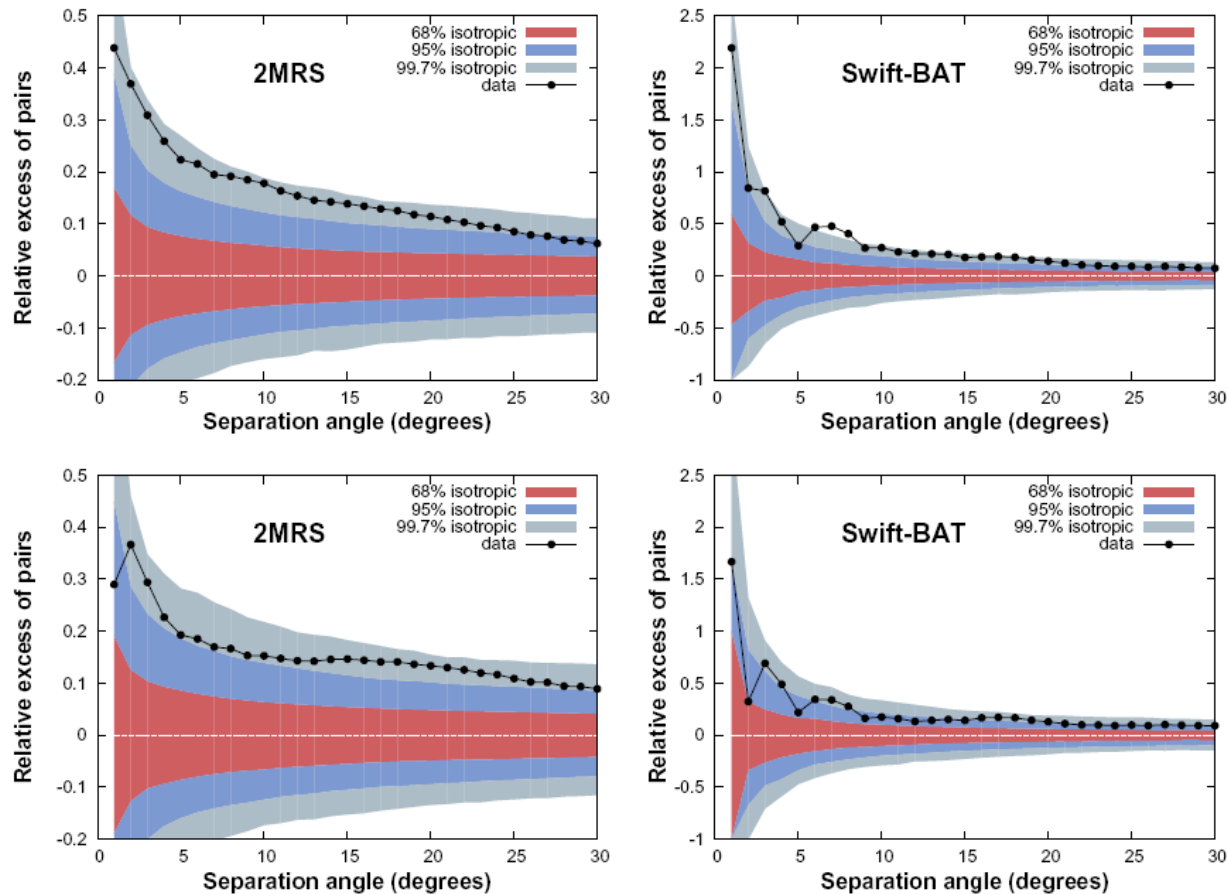 0.5
0.4
0.3
0.2
0.1
0
-0.1
-0.2
Relative excess of pairs
2MRS
68% isotropic
95% isotropic
99.7% isotropic
data
0 5 10 15 20 25 30
Separation angle (degrees)
2.5
2
1.5
1
0.5
0
-0.5
-1
Relative excess of pairs
Swift-BAT
68% isotropic
95% isotropic
99.7% isotropic
data
0 5 10 15 20 25 30
Separation angle (degrees)
0.5
0.4
0.3
0.2
0.1
0
-0.1
-0.2
Relative excess of pairs
2MRS
68% isotropic
95% isotropic
99.7% isotropic
data
0 5 10 15 20 25 30
Separation angle (degrees)
2.5
2
1.5
1
0.5
0
-0.5
-1
Relative excess of pairs
Swift-BAT
68% isotropic
95% isotropic
99.7% isotropic
data
0 5 10 15 20 25 30
Separation angle (degrees)